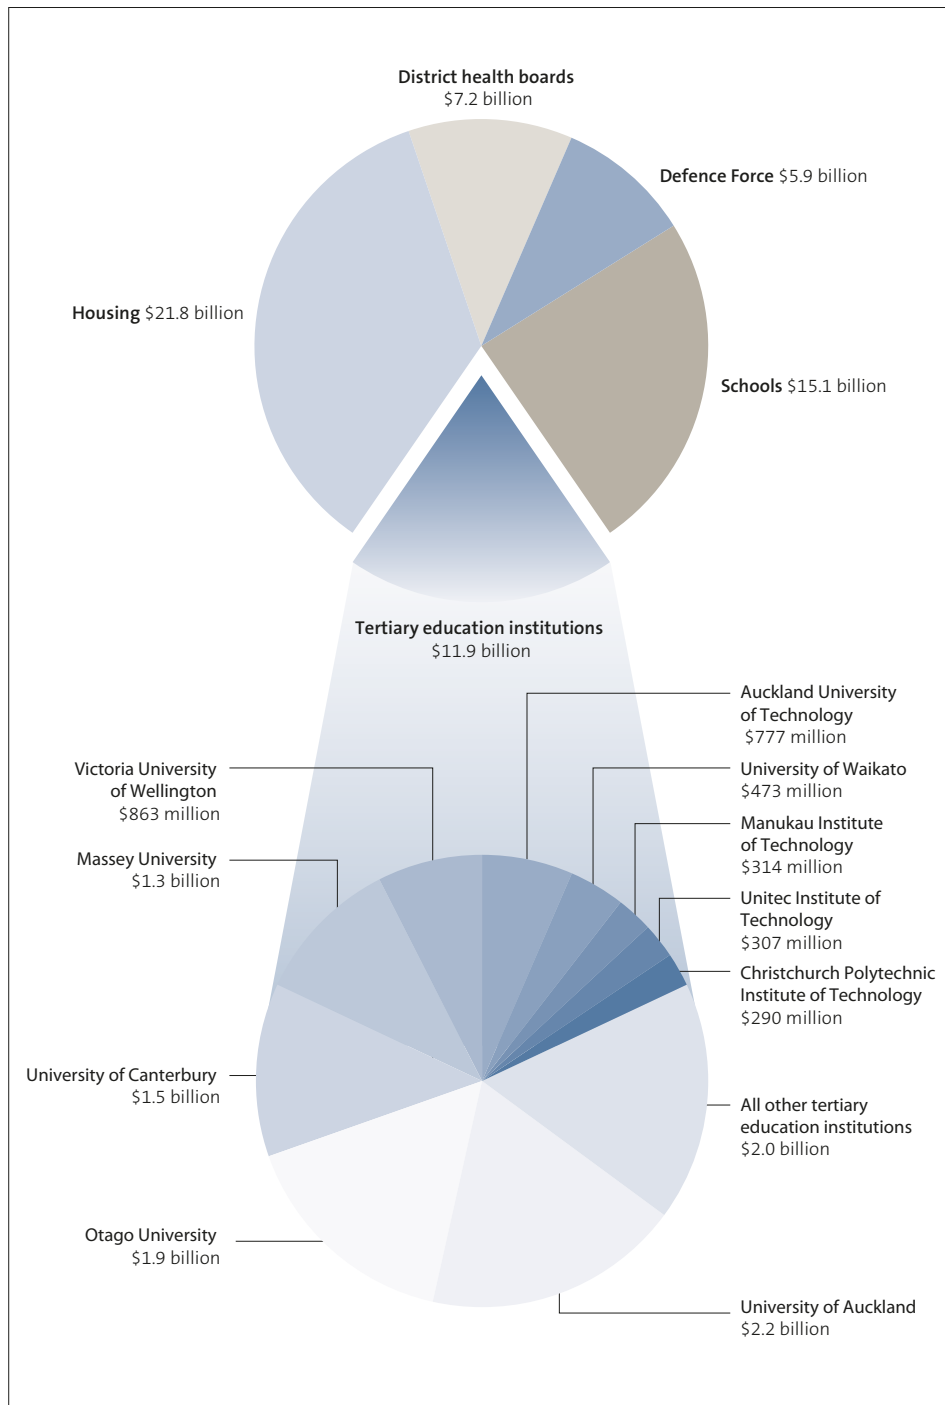 District health boards
$7.2 billion
Defence Force $5.9 billion
Housing $21.8 billion
Schools $15.1 billion
Tertiary education institutions
$11.9 billion
Auckland University
of Technology
$777 million
Victoria University
of Wellington
$863 million
University of Waikato
$473 million
Manukau Institute
of Technology
$314 million
Massey University
$1.3 billion
Unitec Institute of
Technology
$307 million
Christchurch Polytechnic
Institute of Technology
$290 million
University of Canterbury
$1.5 billion
All other tertiary
education institutions
$2.0 billion
Otago University
$1.9 billion
University of Auckland
$2.2 billion